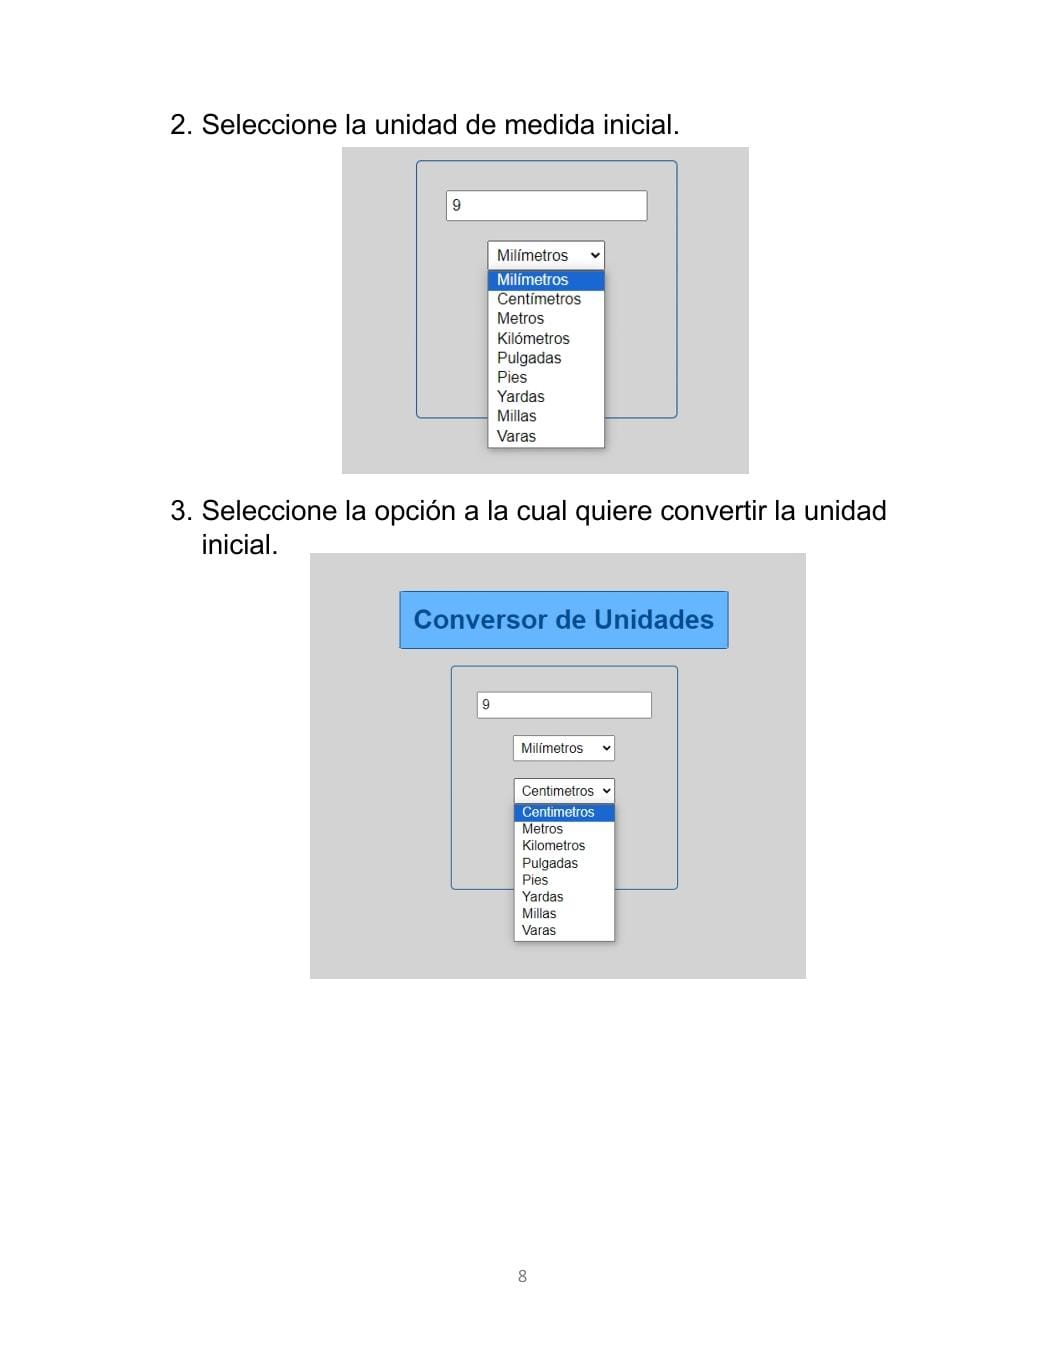 2. Seleccione la unidad de medida inicial.
9
Milímetros
Milímetros
Centímetros
Metros
Kilómetros
Pulgadas
Pies
Yardas
Millas
Varas
3. Seleccione la opción a la cual quiere convertir la unidad
inicial.
Conversor de Unidades
9
Milímetros
Centimetros
Centimetros
Metros
Kilometros
Pulgadas
Pies
Yardas
Millas
Varas
8